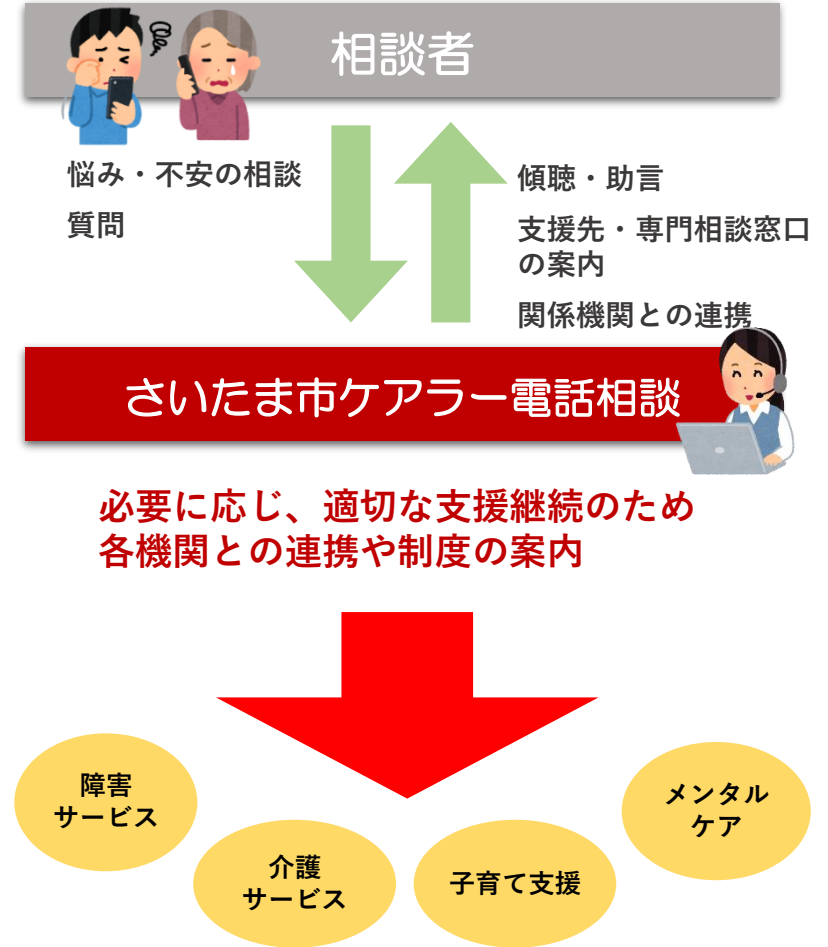 相談者
悩み・不安の相談
質問
傾聴・助言
支援先・専門相談窓口
の案内
関係機関との連携
さいたま市ケアラー電話相談
必要に応じ、適切な支援継続のため
各機関との連携や制度の案内
障害
サービス
介護
サービス
子育て支援
メンタル
ケア